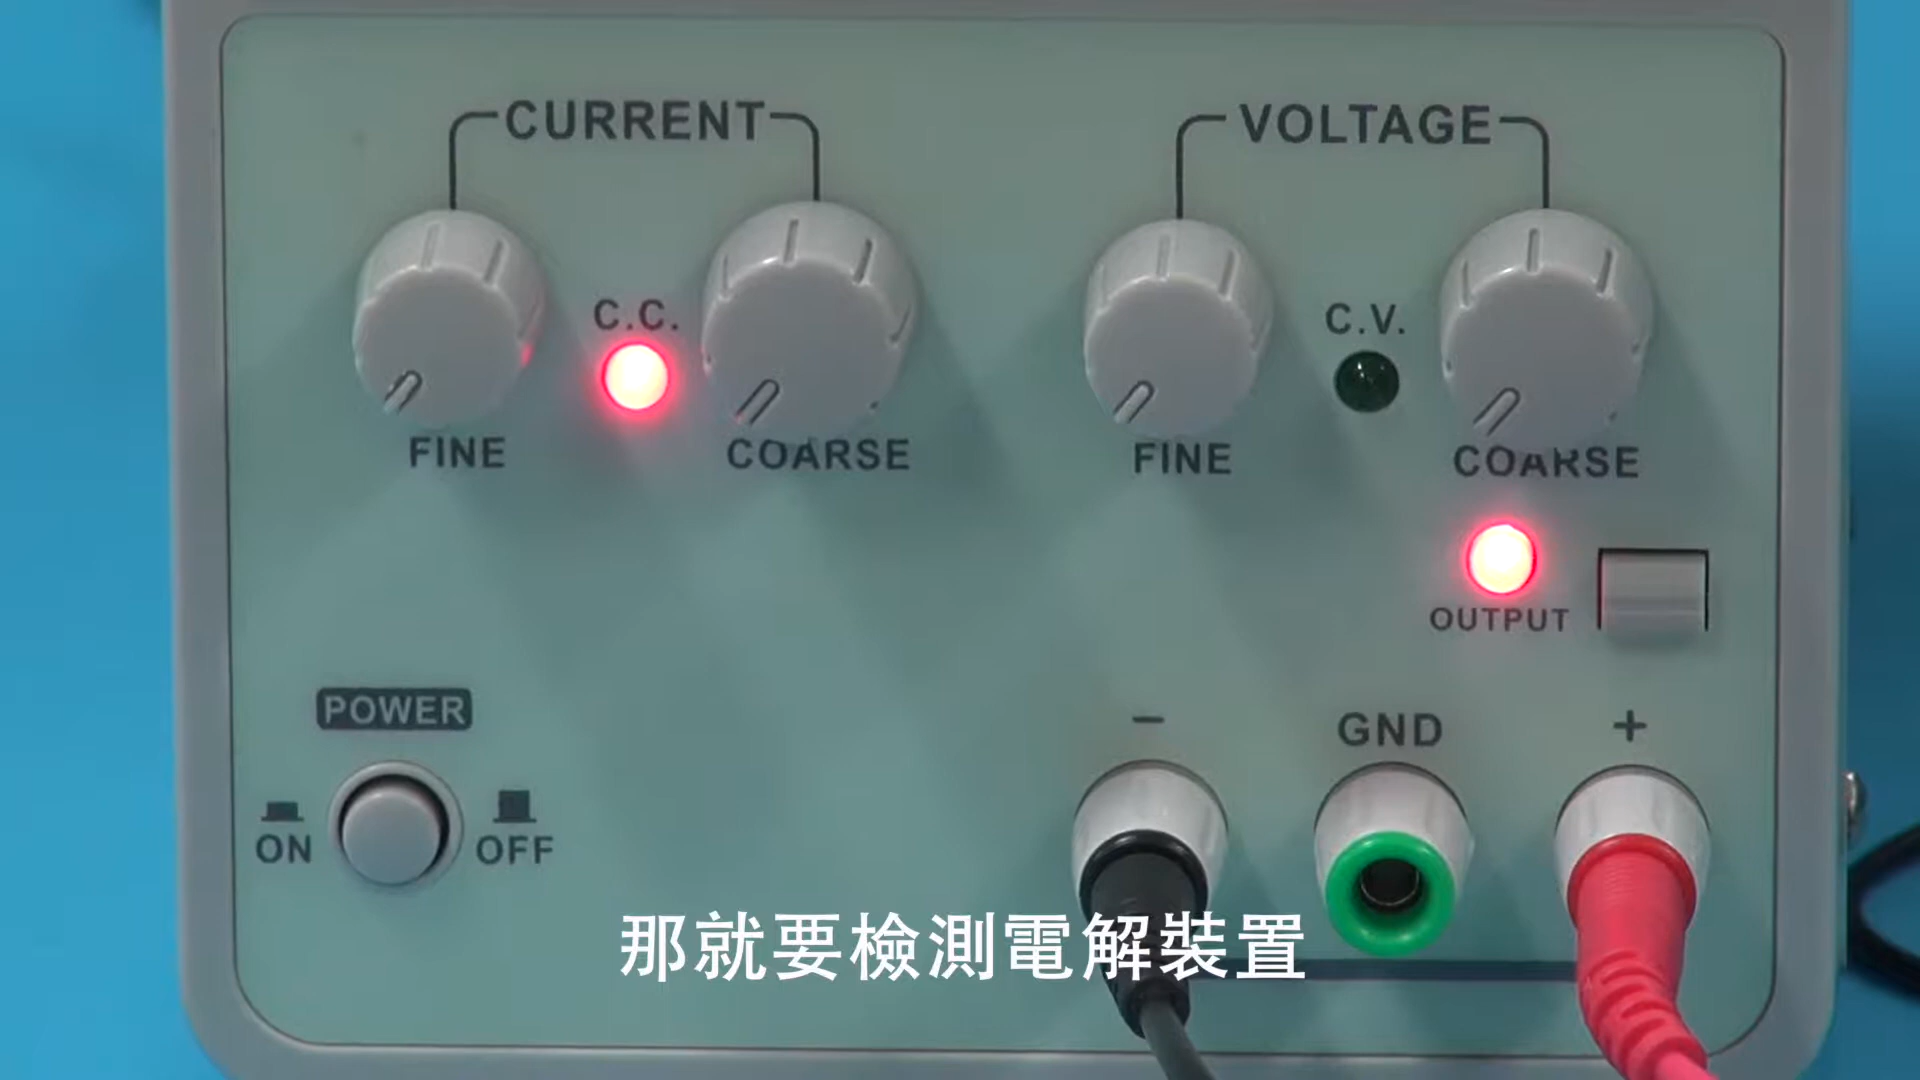 CURRENT
VOLTAGE
C.C.
C.V.
FINE
COARSE
FINE
COARSE
OUTPUT
POWER
ON
OFF
−
GND
+
那就要檢測電解裝置